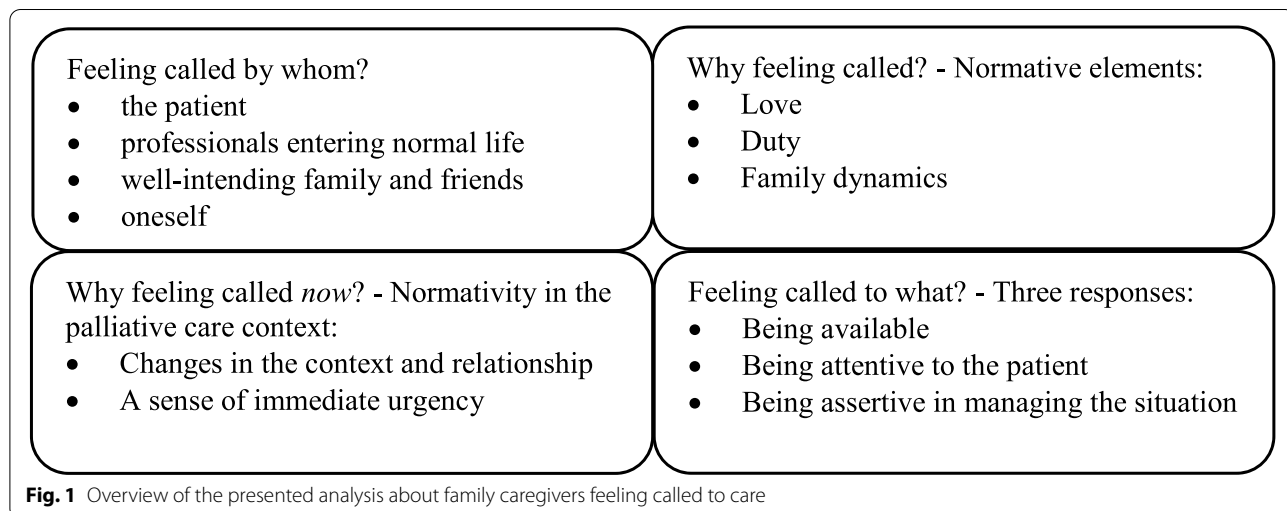 Feeling called by whom?
• the patient
• professionals entering normal life
• well-intending family and friends
• oneself
Why feeling called? - Normative elements:
• Love
• Duty
• Family dynamics
Why feeling called now? - Normativity in the
palliative care context:
• Changes in the context and relationship
• A sense of immediate urgency
Feeling called to what? - Three responses:
• Being available
• Being attentive to the patient
• Being assertive in managing the situation
Fig. 1 Overview of the presented analysis about family caregivers feeling called to care